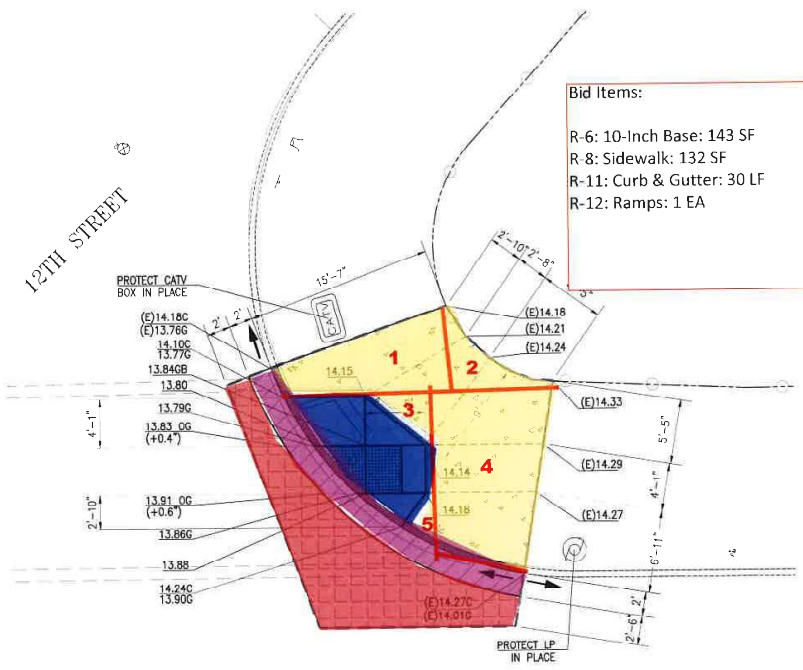 Bid Items:
R-6: 10-Inch Base: 143 SF
R-8: Sidewalk: 132 SF
R-11: Curb & Gutter: 30 LF
R-12: Ramps: 1 EA
12TH STREET
2'-10"
2'-8"
15'-7"
PROTECT CATV
BOX IN PLACE
CATV
2'
2'
(E)14.18C
(E)13.76G
14.10C
13.77G
13.84GB
13.80
13.79G
13.83 OG
(+0.4")
13.91 OG
(+0.6")
13.86G
13.88
14.24C
13.90G
4'-1"
2'-10"
(E)14.18
(E)14.21
(E)14.24
(E)14.33
(E)14.29
(E)14.27
14.15
14.14
14.16
1
2
3
4
5
5'-5"
4'-1"
6'-11"
2'
2'-6"
(E)14.27C
(E)14.01G
PROTECT LP
IN PLACE